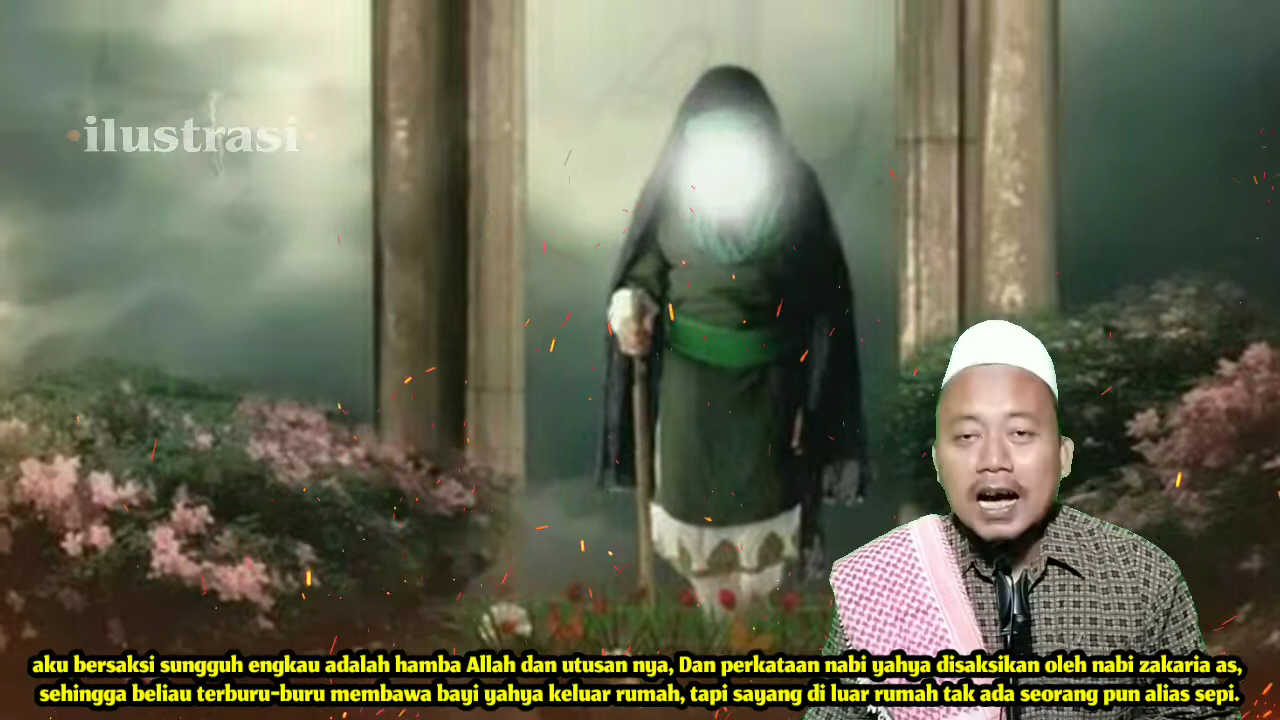 ilustrasi
aku bersaksi sungguh engkau adalah hamba Allah dan utusan nya, Dan perkataan nabi yahya disaksikan oleh nabi zakaria as,
sehingga beliau terburu-buru membawa bayi yahya keluar rumah, tapi sayang di luar rumah tak ada seorang pun alias sepi.